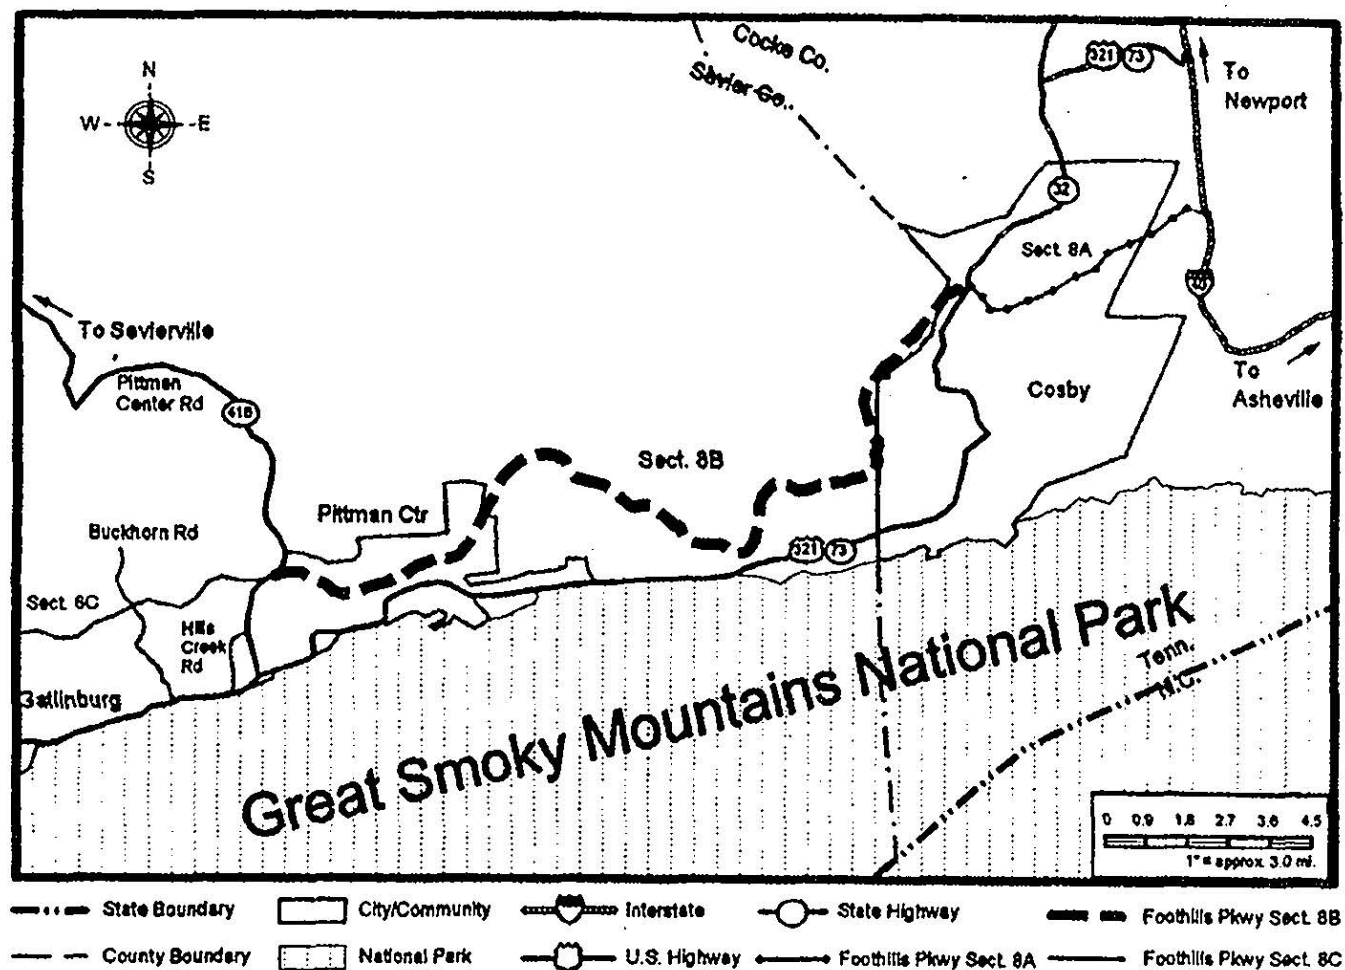 Cocke Co.
Sevier Co.
321
73
To
Newport
N
W
E
S
32
Sect. 8A
To Sevierville
Pittman
Center Rd
416
To
Asheville
Cosby
Sect. 8B
Pittman Ctr
Buckhorn Rd
321
73
Sect. 8C
Hills
Creek
Rd
Gatlinburg
Great Smoky Mountains National Park
Tenn.
N.C.
0 0.9 1.8 2.7 3.6 4.5
1" = approx. 3.0 mi.
State Boundary
City/Community
Interstate
State Highway
Foothills Pkwy Sect. 8B
County Boundary
National Park
U.S. Highway
Foothills Pkwy Sect. 8A
Foothills Pkwy Sect. 8C